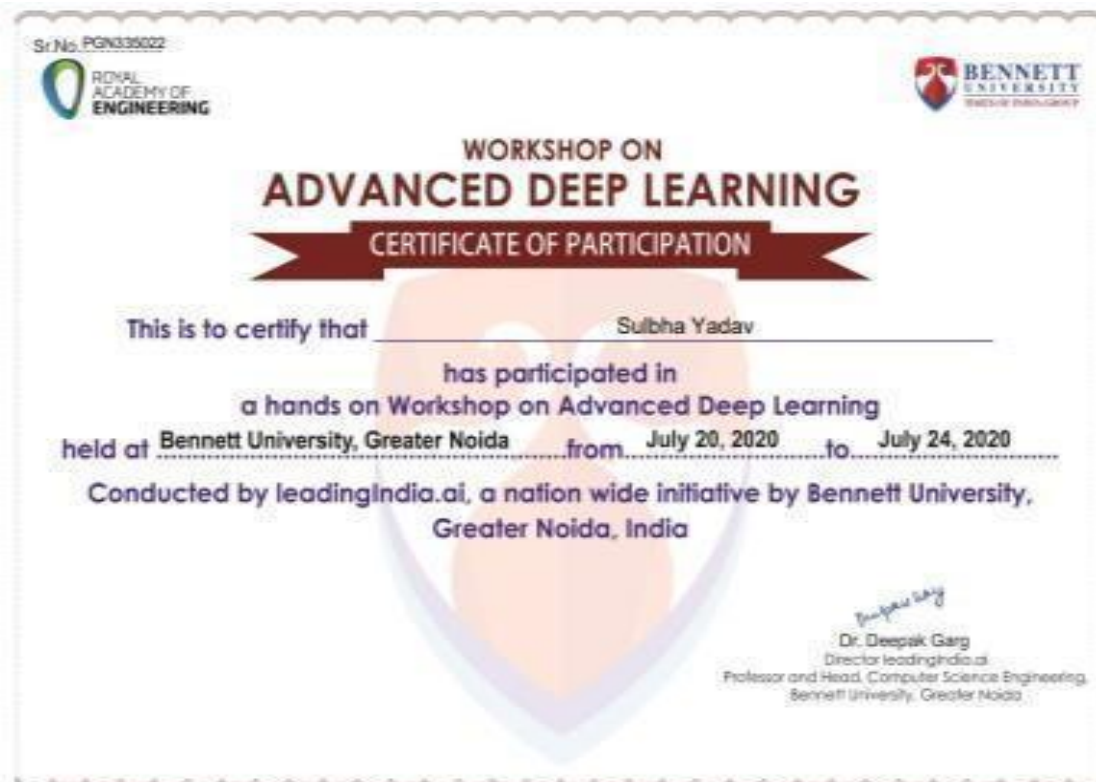 Sr.No. PGN335022
ROYAL
ACADEMY OF
ENGINEERING
BENNETT
UNIVERSITY
TIMES OF INDIA GROUP
WORKSHOP ON
ADVANCED DEEP LEARNING
CERTIFICATE OF PARTICIPATION
This is to certify that Sulbha Yadav
has participated in
a hands on Workshop on Advanced Deep Learning
held at Bennett University, Greater Noida from July 20, 2020 to July 24, 2020
Conducted by leadingindia.ai, a nation wide initiative by Bennett University,
Greater Noida, India
Dr. Deepak Garg
Director leadingindia.ai
Professor and Head, Computer Science Engineering,
Bennett University, Greater Noida